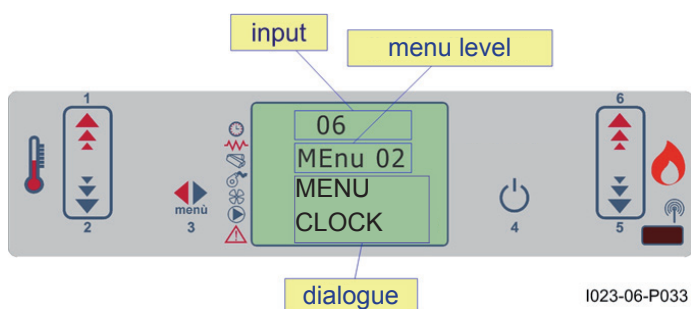 input
menu level
1
6
06
MEnu 02
MENU
CLOCK
menù
2
3
4
5
dialogue
I023-06-P033